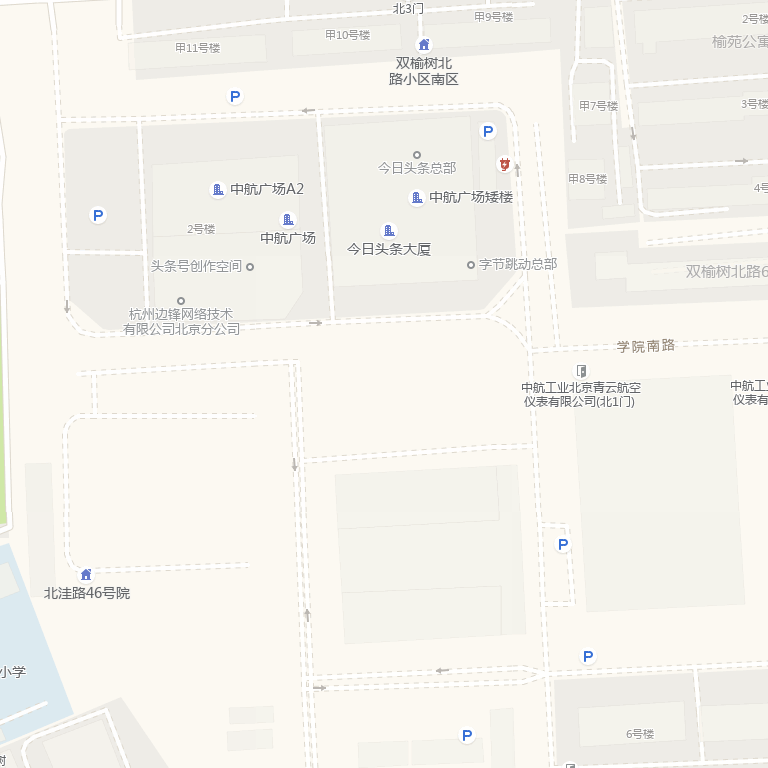 北3门
甲9号楼
2号楼
甲10号楼
甲11号楼
榆苑公寓
双榆树北
路小区南区
P
甲7号楼
3号楼
P
今日头条总部
甲8号楼
中航广场A2
4号
中航广场矮楼
P
2号楼
中航广场
今日头条大厦
头条号创作空间
字节跳动总部
双榆树北路6
杭州边锋网络技术
有限公司北京分公司
学院南路
中航工业北京青云航空
仪表有限公司(北1门)
中航工
仪表有
P
北洼路46号院
P
小学
6号楼
P
树